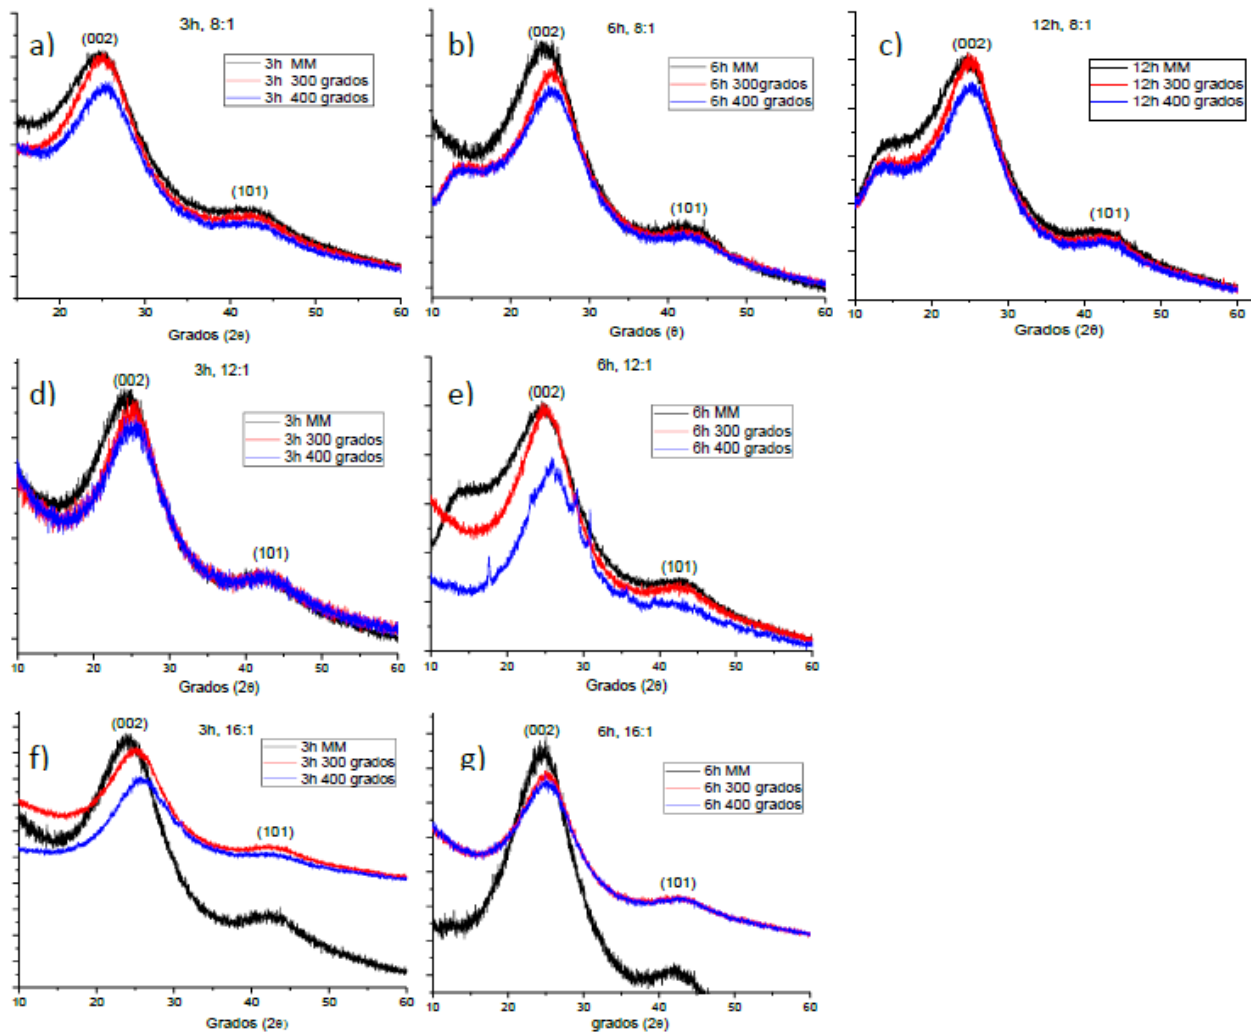 a)
3h, 8:1
(002)
3h MM
3h 300 grados
3h 400 grados
(101)
20 30 40 50 60
Grados (2θ)
b)
6h, 8:1
(002)
6h MM
6h 300grados
6h 400 grados
(101)
10 20 30 40 50 60
Grados (θ)
c)
12h, 8:1
(002)
12h MM
12h 300 grados
12h 400 grados
(101)
10 20 30 40 50 60
Grados (2θ)
d)
3h, 12:1
(002)
3h MM
3h 300 grados
3h 400 grados
(101)
10 20 30 40 50 60
Grados (2θ)
e)
6h, 12:1
(002)
6h MM
6h 300 grados
6h 400 grados
(101)
10 20 30 40 50 60
Grados (2θ)
f)
3h, 16:1
(002)
3h MM
3h 300 grados
3h 400 grados
(101)
10 20 30 40 50 60
Grados (2θ)
g)
6h, 16:1
(002)
6h MM
6h 300 grados
6h 400 grados
(101)
10 20 30 40 50 60
grados (2θ)